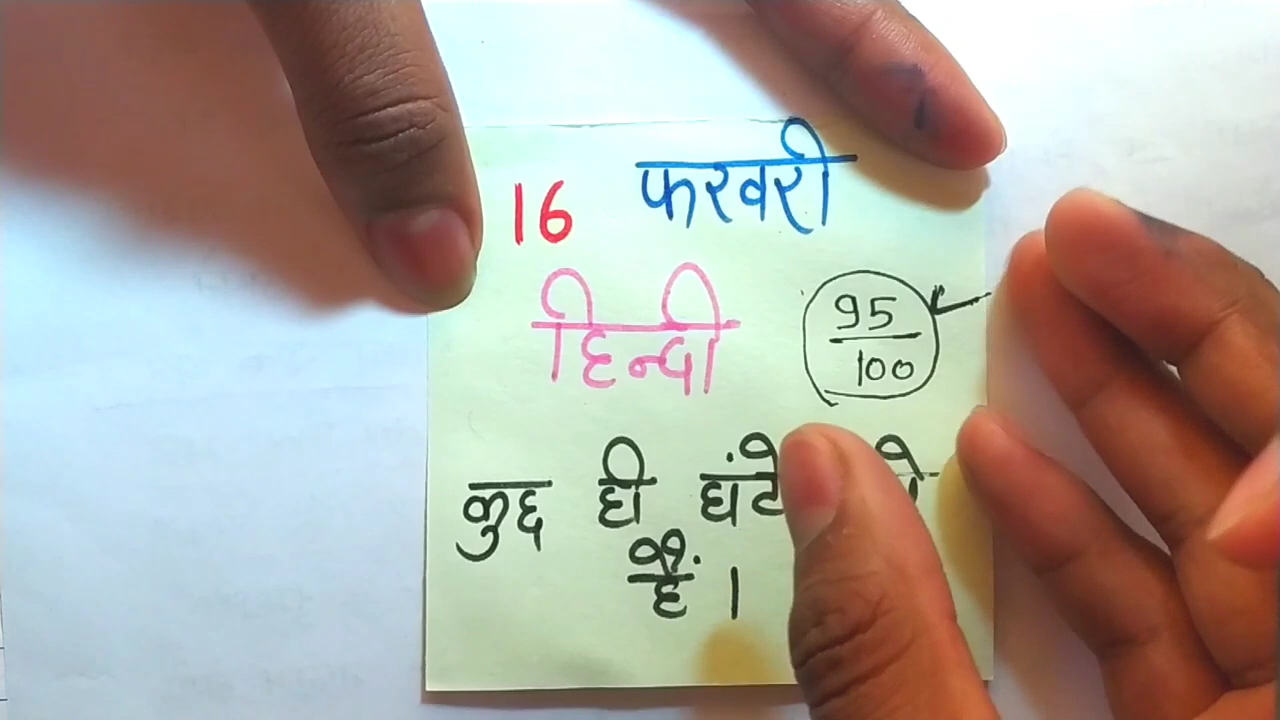 16 फरवरी
हिन्दी 95/100
कुछ ही घंटे
हैं ।